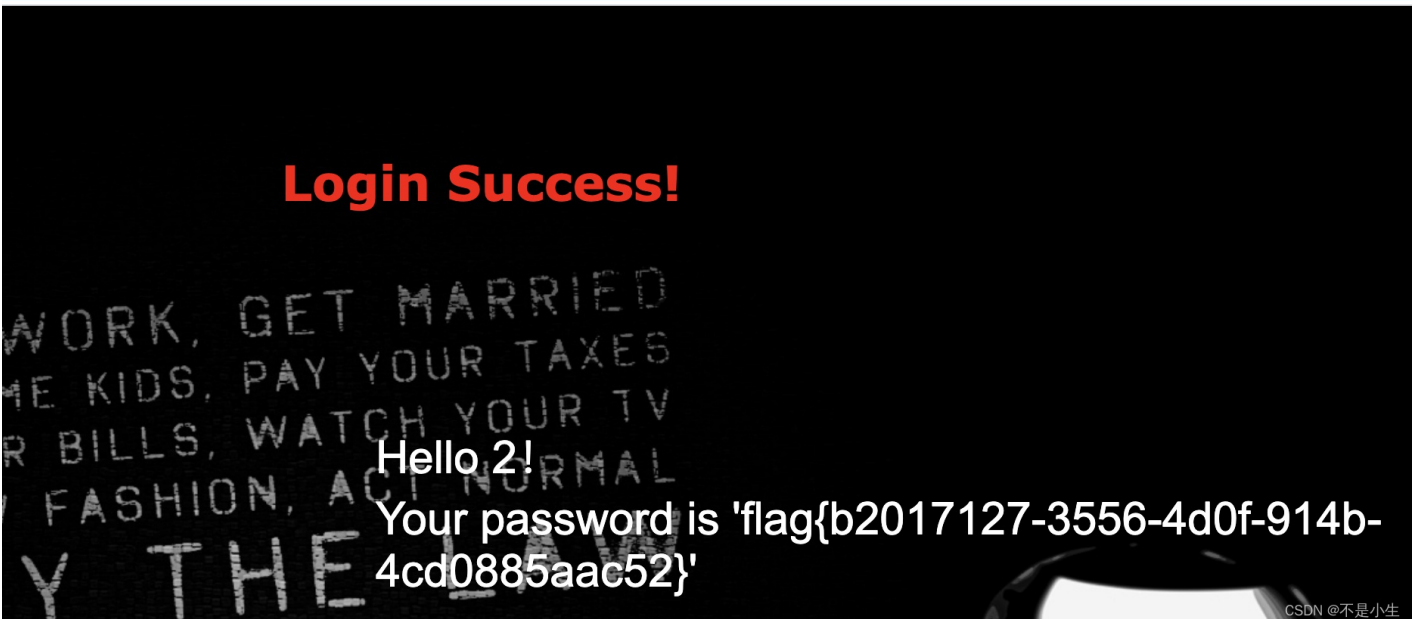 Login Success!
WORK, GET MARRIED
ME KIDS, PAY YOUR TAXES
R BILLS, WATCH YOUR TV
FASHION, ACT NORMAL
Y THE LAW
Hello 2!
Your password is 'flag{b2017127-3556-4d0f-914b-
4cd0885aac52}'
CSDN @不是小生